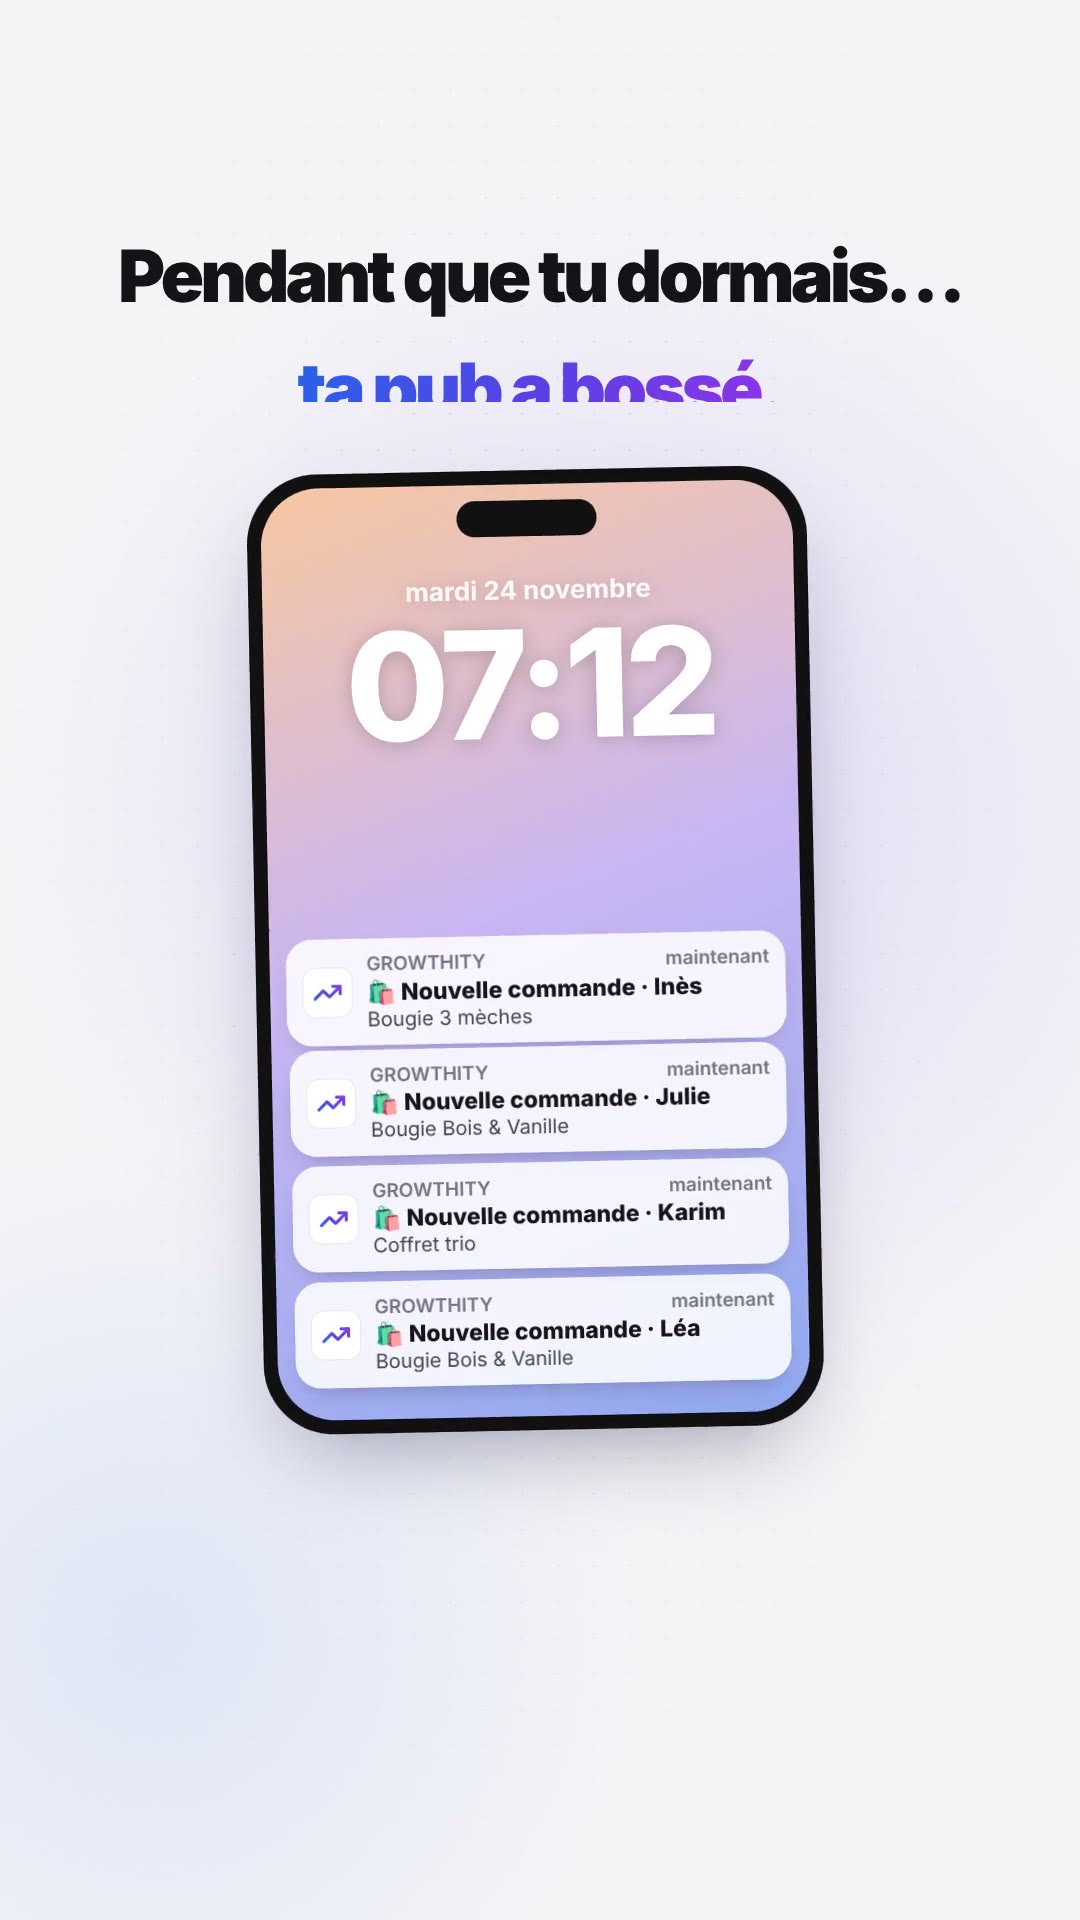 Pendant que tu dormais...
ta pub a bossé
mardi 24 novembre
07:12
GROWTHITY maintenant
🛍️ Nouvelle commande · Inès
Bougie 3 mèches
GROWTHITY maintenant
🛍️ Nouvelle commande · Julie
Bougie Bois & Vanille
GROWTHITY maintenant
🛍️ Nouvelle commande · Karim
Coffret trio
GROWTHITY maintenant
🛍️ Nouvelle commande · Léa
Bougie Bois & Vanille